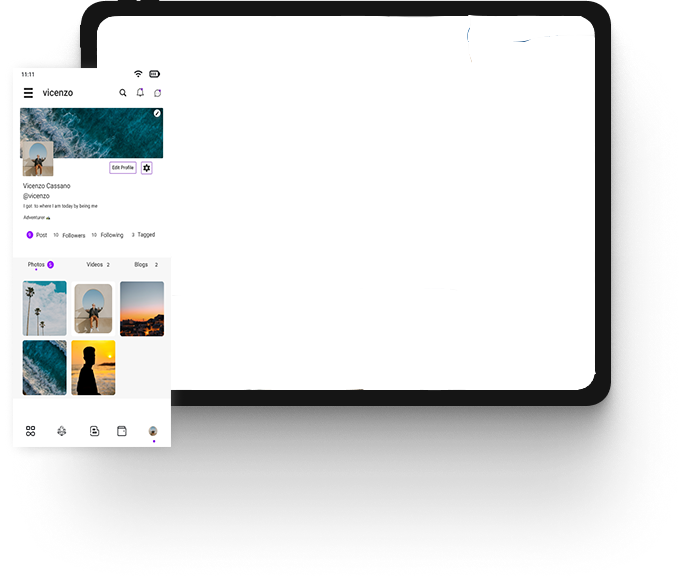 11:11
vicenzo
Edit Profile
Vicenzo Cassano
@vicenzo
I got to where I am today by being me
Adventurer
Post 10 Followers 10 Following 3 Tagged
Photos 5 Videos 2 Blogs 2